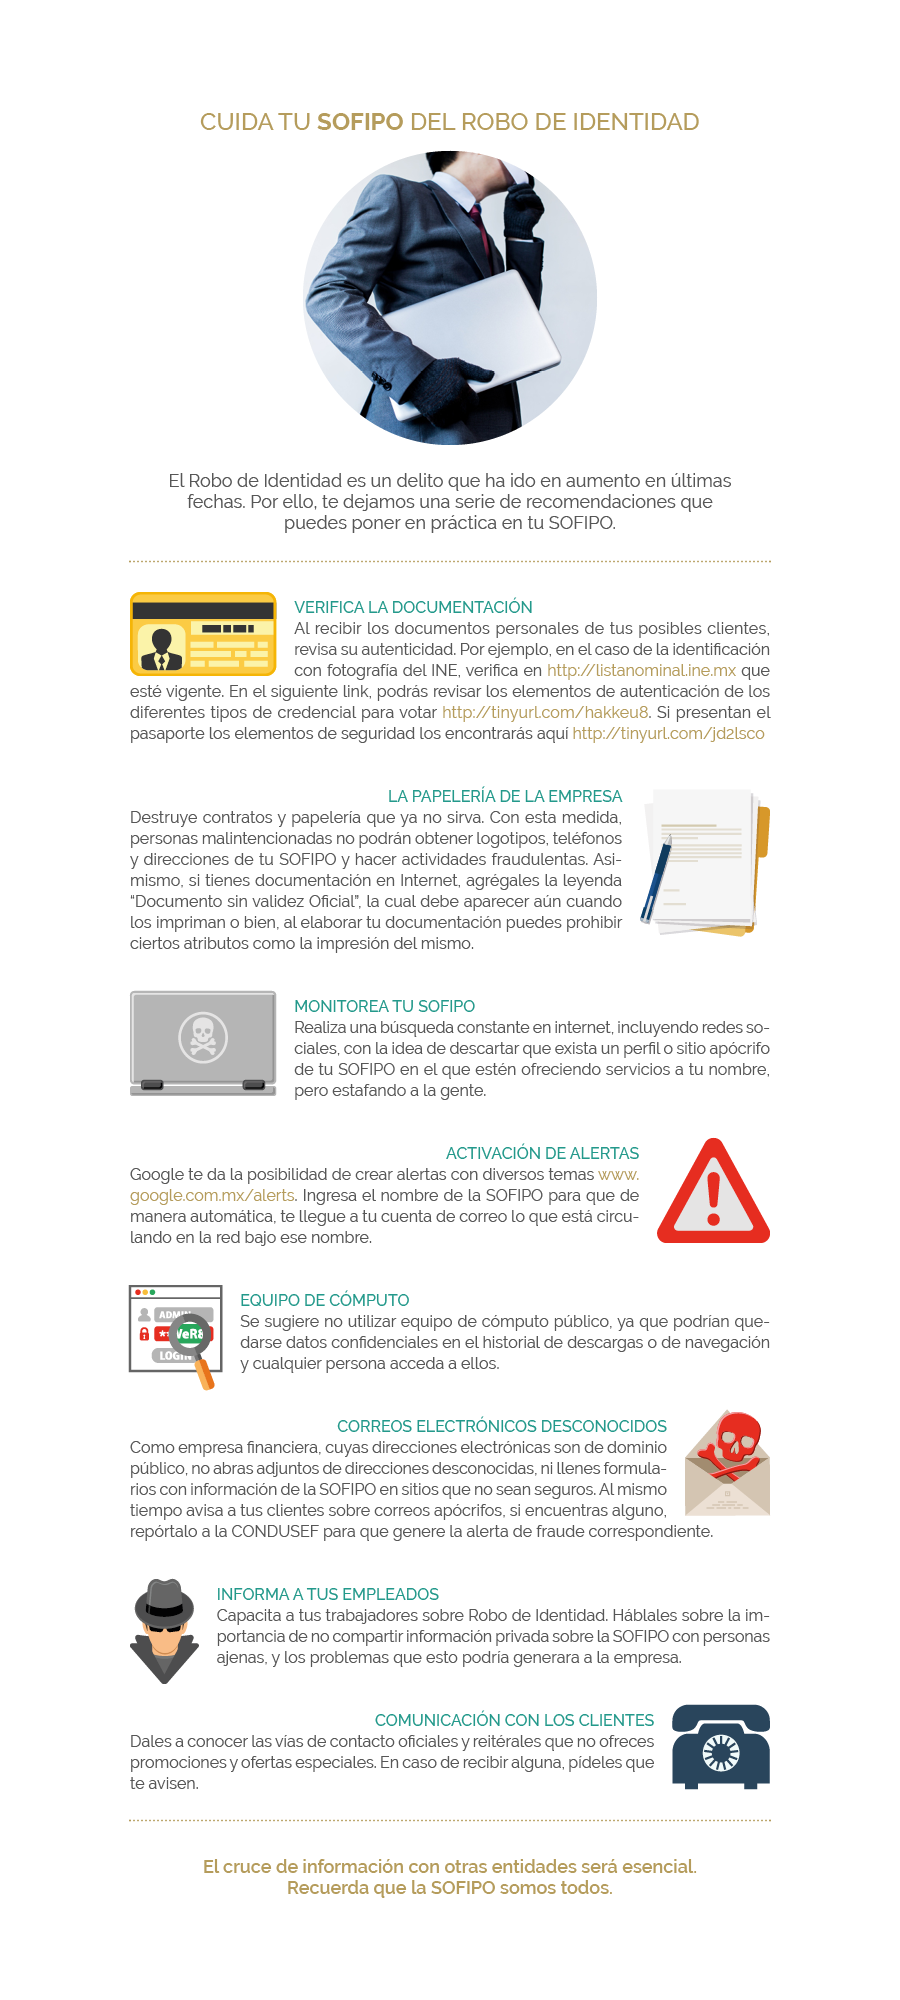 CUIDA TU SOFIPO DEL ROBO DE IDENTIDAD
El Robo de Identidad es un delito que ha ido en aumento en últimas
fechas. Por ello, te dejamos una serie de recomendaciones que
puedes poner en práctica en tu SOFIPO.
VERIFICA LA DOCUMENTACIÓN
Al recibir los documentos personales de tus posibles clientes,
revisa su autenticidad. Por ejemplo, en el caso de la identificación
con fotografía del INE, verifica en http://listanominal.ine.mx que
esté vigente. En el siguiente link, podrás revisar los elementos de autenticación de los
diferentes tipos de credencial para votar http://tinyurl.com/hakkeu8. Si presentan el
pasaporte los elementos de seguridad los encontrarás aquí http://tinyurl.com/jd2lsco
LA PAPELERÍA DE LA EMPRESA
Destruye contratos y papelería que ya no sirva. Con esta medida,
personas malintencionadas no podrán obtener logotipos, teléfonos
y direcciones de tu SOFIPO y hacer actividades fraudulentas. Asi-
mismo, si tienes documentación en Internet, agrégales la leyenda
“Documento sin validez Oficial”, la cual debe aparecer aún cuando
los impriman o bien, al elaborar tu documentación puedes prohibir
ciertos atributos como la impresión del mismo.
MONITOREA TU SOFIPO
Realiza una búsqueda constante en internet, incluyendo redes so-
ciales, con la idea de descartar que exista un perfil o sitio apócrifo
de tu SOFIPO en el que estén ofreciendo servicios a tu nombre,
pero estafando a la gente.
ACTIVACIÓN DE ALERTAS
Google te da la posibilidad de crear alertas con diversos temas www.
google.com.mx/alerts. Ingresa el nombre de la SOFIPO para que de
manera automática, te llegue a tu cuenta de correo lo que está circu-
lando en la red bajo ese nombre.
ADMIN
*
VeR8
LOGIN
EQUIPO DE CÓMPUTO
Se sugiere no utilizar equipo de cómputo público, ya que podrían que-
darse datos confidenciales en el historial de descargas o de navegación
y cualquier persona acceda a ellos.
CORREOS ELECTRÓNICOS DESCONOCIDOS
Como empresa financiera, cuyas direcciones electrónicas son de dominio
público, no abras adjuntos de direcciones desconocidas, ni llenes formula-
rios con información de la SOFIPO en sitios que no sean seguros. Al mismo
tiempo avisa a tus clientes sobre correos apócrifos, si encuentras alguno,
repórtalo a la CONDUSEF para que genere la alerta de fraude correspondiente.
INFORMA A TUS EMPLEADOS
Capacita a tus trabajadores sobre Robo de Identidad. Háblales sobre la im-
portancia de no compartir información privada sobre la SOFIPO con personas
ajenas, y los problemas que esto podría generara a la empresa.
COMUNICACIÓN CON LOS CLIENTES
Dales a conocer las vías de contacto oficiales y reitérales que no ofreces
promociones y ofertas especiales. En caso de recibir alguna, pídeles que
te avisen.
El cruce de información con otras entidades será esencial.
Recuerda que la SOFIPO somos todos.